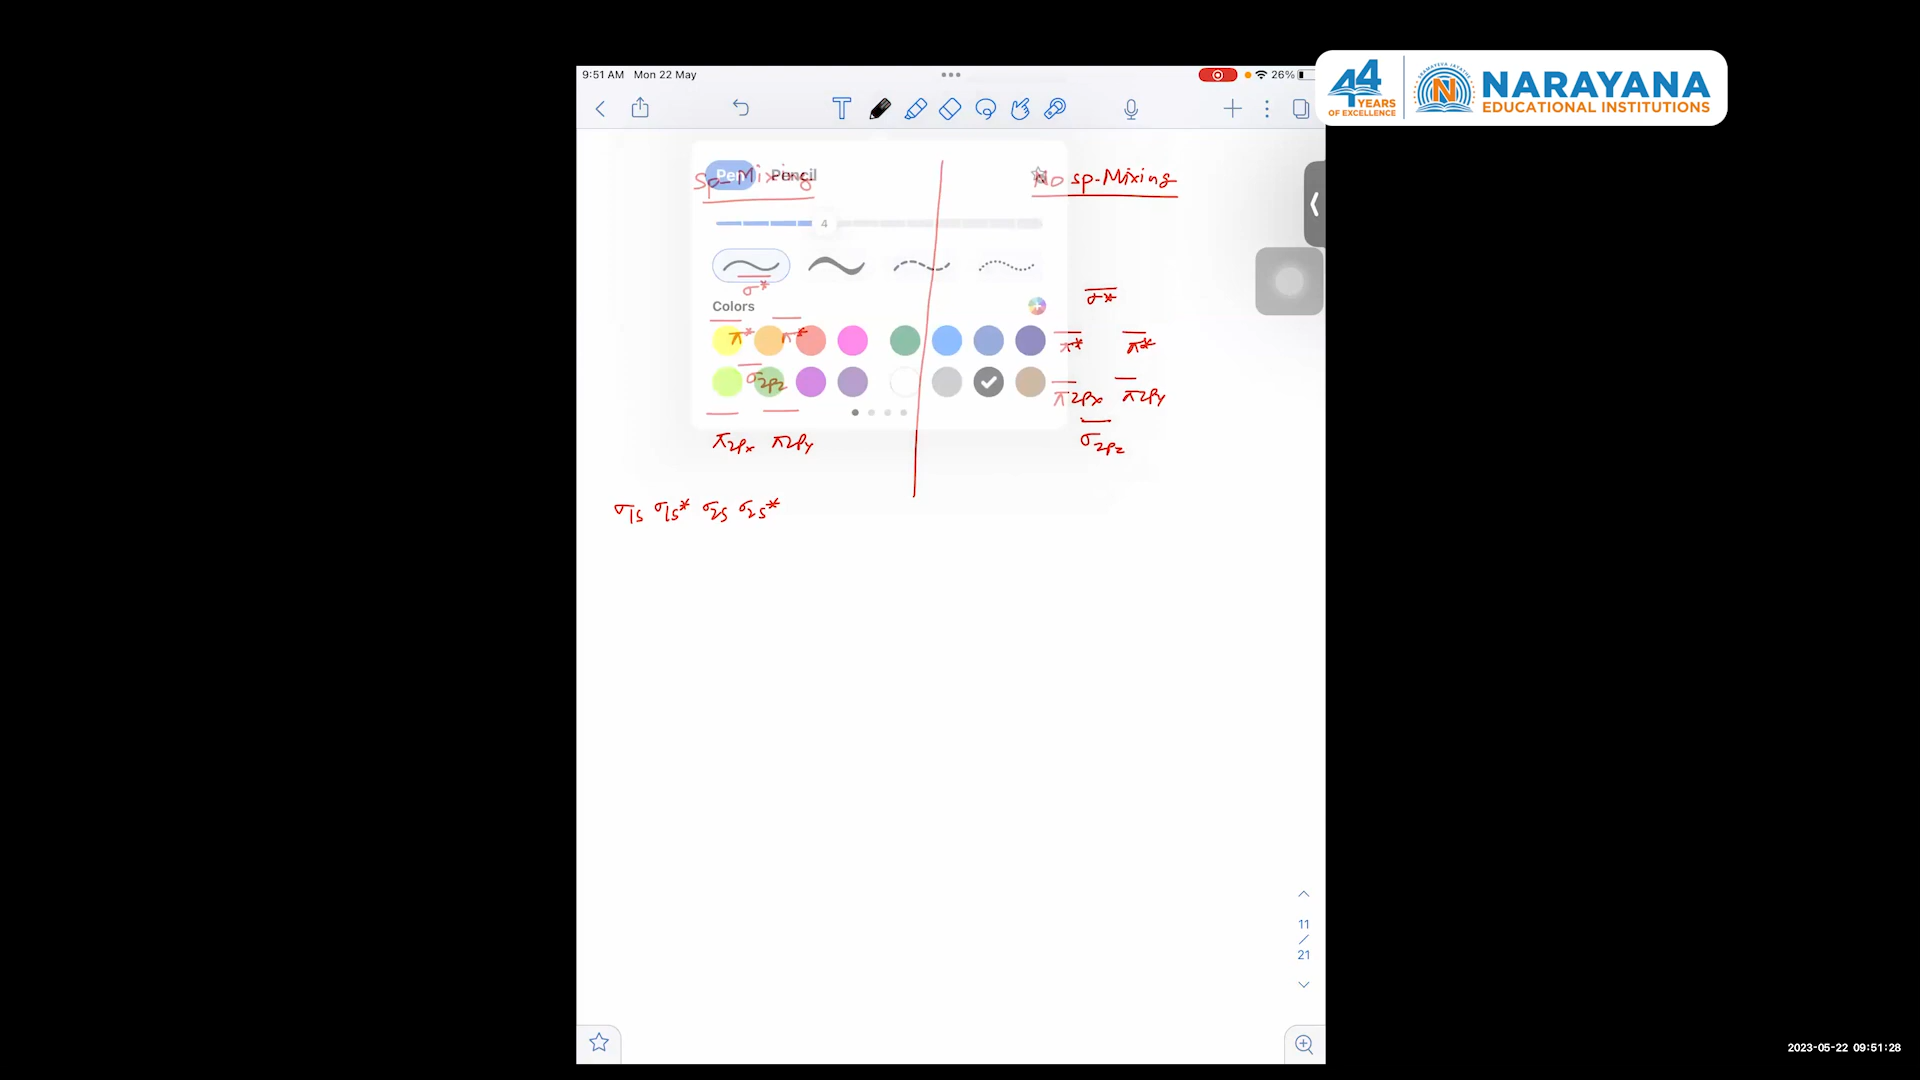 9:51 AM Mon 22 May
26%
44 YEARS OF EXCELLENCE
NARAYANA
EDUCATIONAL INSTITUTIONS
T
Pen Pencil
sp-Mixing
No sp-Mixing
4
σ*
Colors
σ*
π* π*
π* π*
σ2pz
π2px π2py
π2px π2py
σ2pz
σ1s σ1s* σ2s σ2s*
11
/
21
2023-05-22 09:51:28